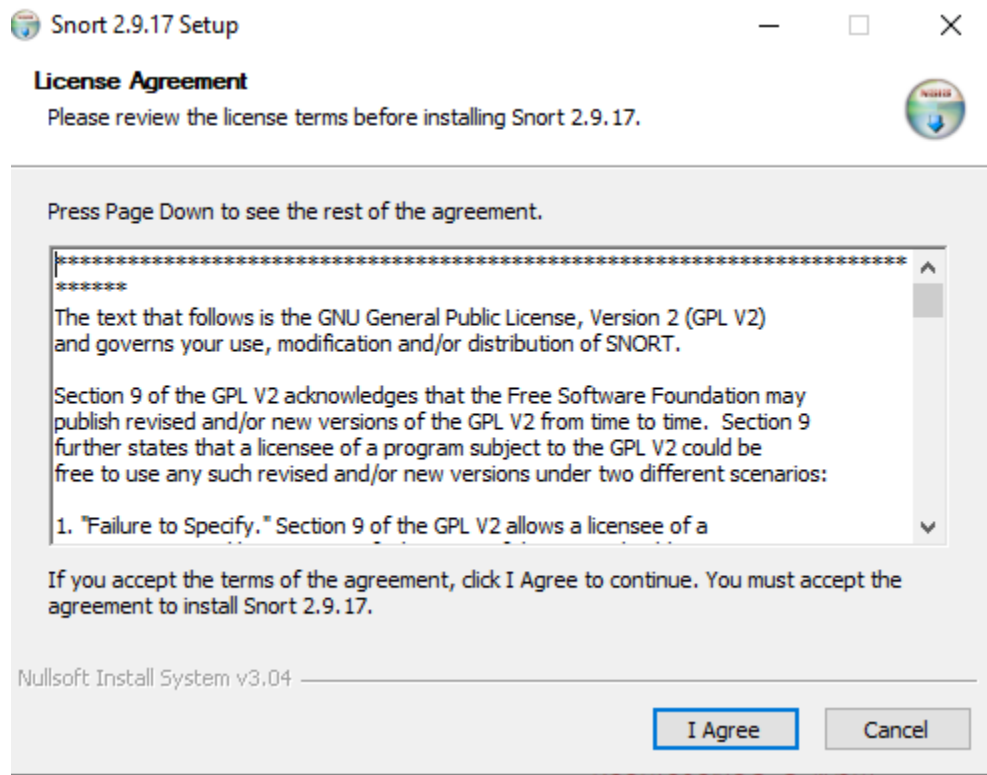 Snort 2.9.17 Setup
License Agreement
Please review the license terms before installing Snort 2.9.17.
Press Page Down to see the rest of the agreement.
***********************************************************************
******
The text that follows is the GNU General Public License, Version 2 (GPL V2)
and governs your use, modification and/or distribution of SNORT.
Section 9 of the GPL V2 acknowledges that the Free Software Foundation may
publish revised and/or new versions of the GPL V2 from time to time.  Section 9
further states that a licensee of a program subject to the GPL V2 could be
free to use any such revised and/or new versions under two different scenarios:
1. "Failure to Specify." Section 9 of the GPL V2 allows a licensee of a
If you accept the terms of the agreement, click I Agree to continue. You must accept the
agreement to install Snort 2.9.17.
Nullsoft Install System v3.04
I Agree
Cancel